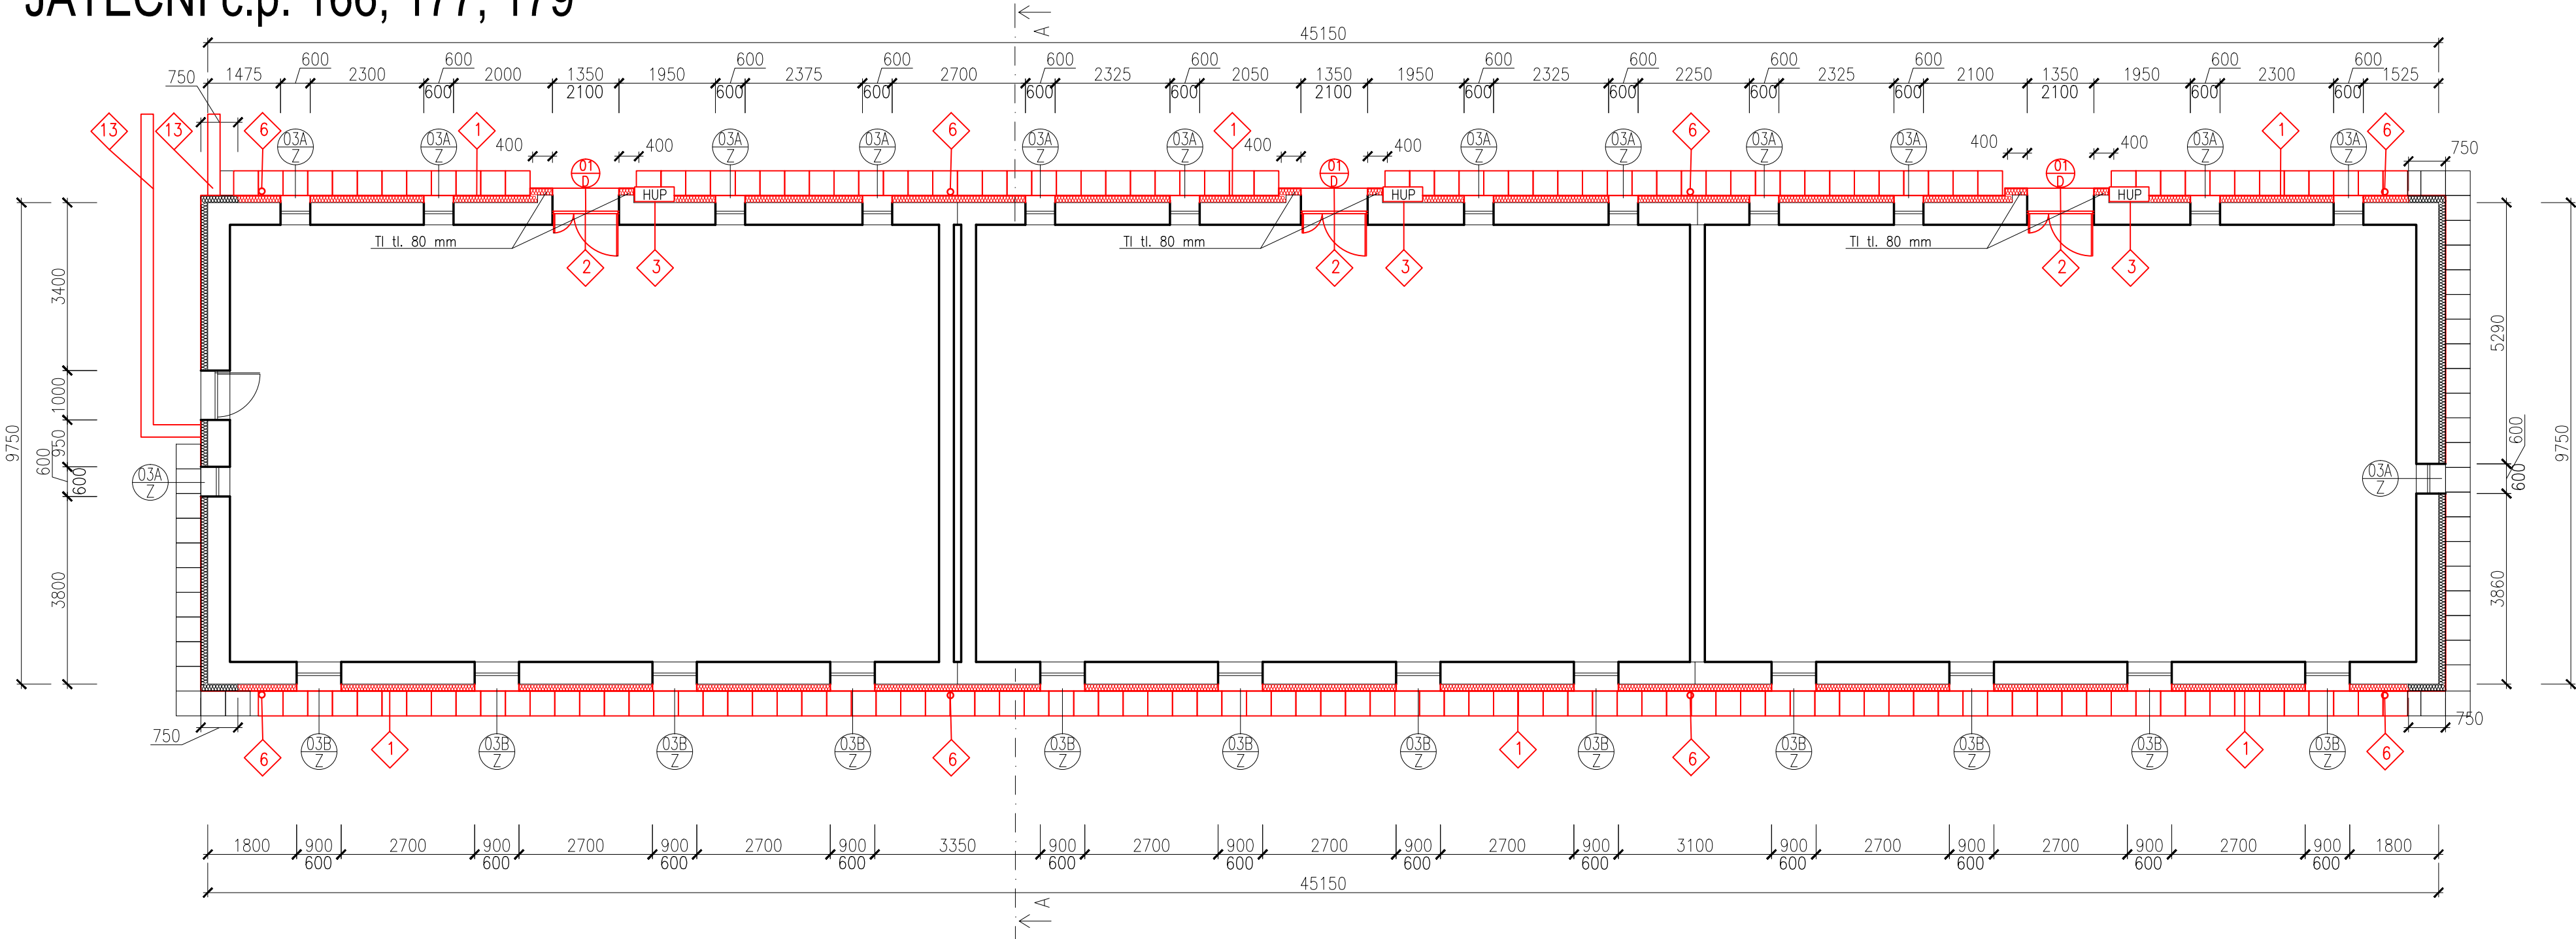 JATEČNÍ č.p. 166, 177, 179
A
45150
600 600 600 600 600 600 600 600 600 600 600 600
750 1475 2300 2000 1350 1950 2375 2700 2325 2050 1350 1950 2325 2250 2325 2100 1350 1950 2300 1525
600 2100 600 600 600 600 2100 600 600 600 600 2100 600 600
13 13 6 03A 03A 1 03A 03A 6 03A 03A 1 03A 03A 6 03A 03A 03A 1 03A 6
Z Z Z Z Z Z Z Z Z Z Z Z
400 400 400 400 400 400 750
01 01 01
D D D
HUP HUP HUP
TI tl. 80 mm TI tl. 80 mm TI tl. 80 mm
2 3 2 3 2 3
9750 3400 1000 950 600 600 3800
5290 600 600 3860 9750
03A 03A
Z Z
750 750
6 03B 1 03B 03B 03B 6 03B 03B 03B 1 03B 6 03B 03B 03B 1 03B 6
Z Z Z Z Z Z Z Z Z Z Z Z
1800 900 2700 900 2700 900 2700 900 3350 900 2700 900 2700 900 2700 900 3100 900 2700 900 2700 900 2700 900 1800
600 600 600 600 600 600 600 600 600 600 600 600
45150
A